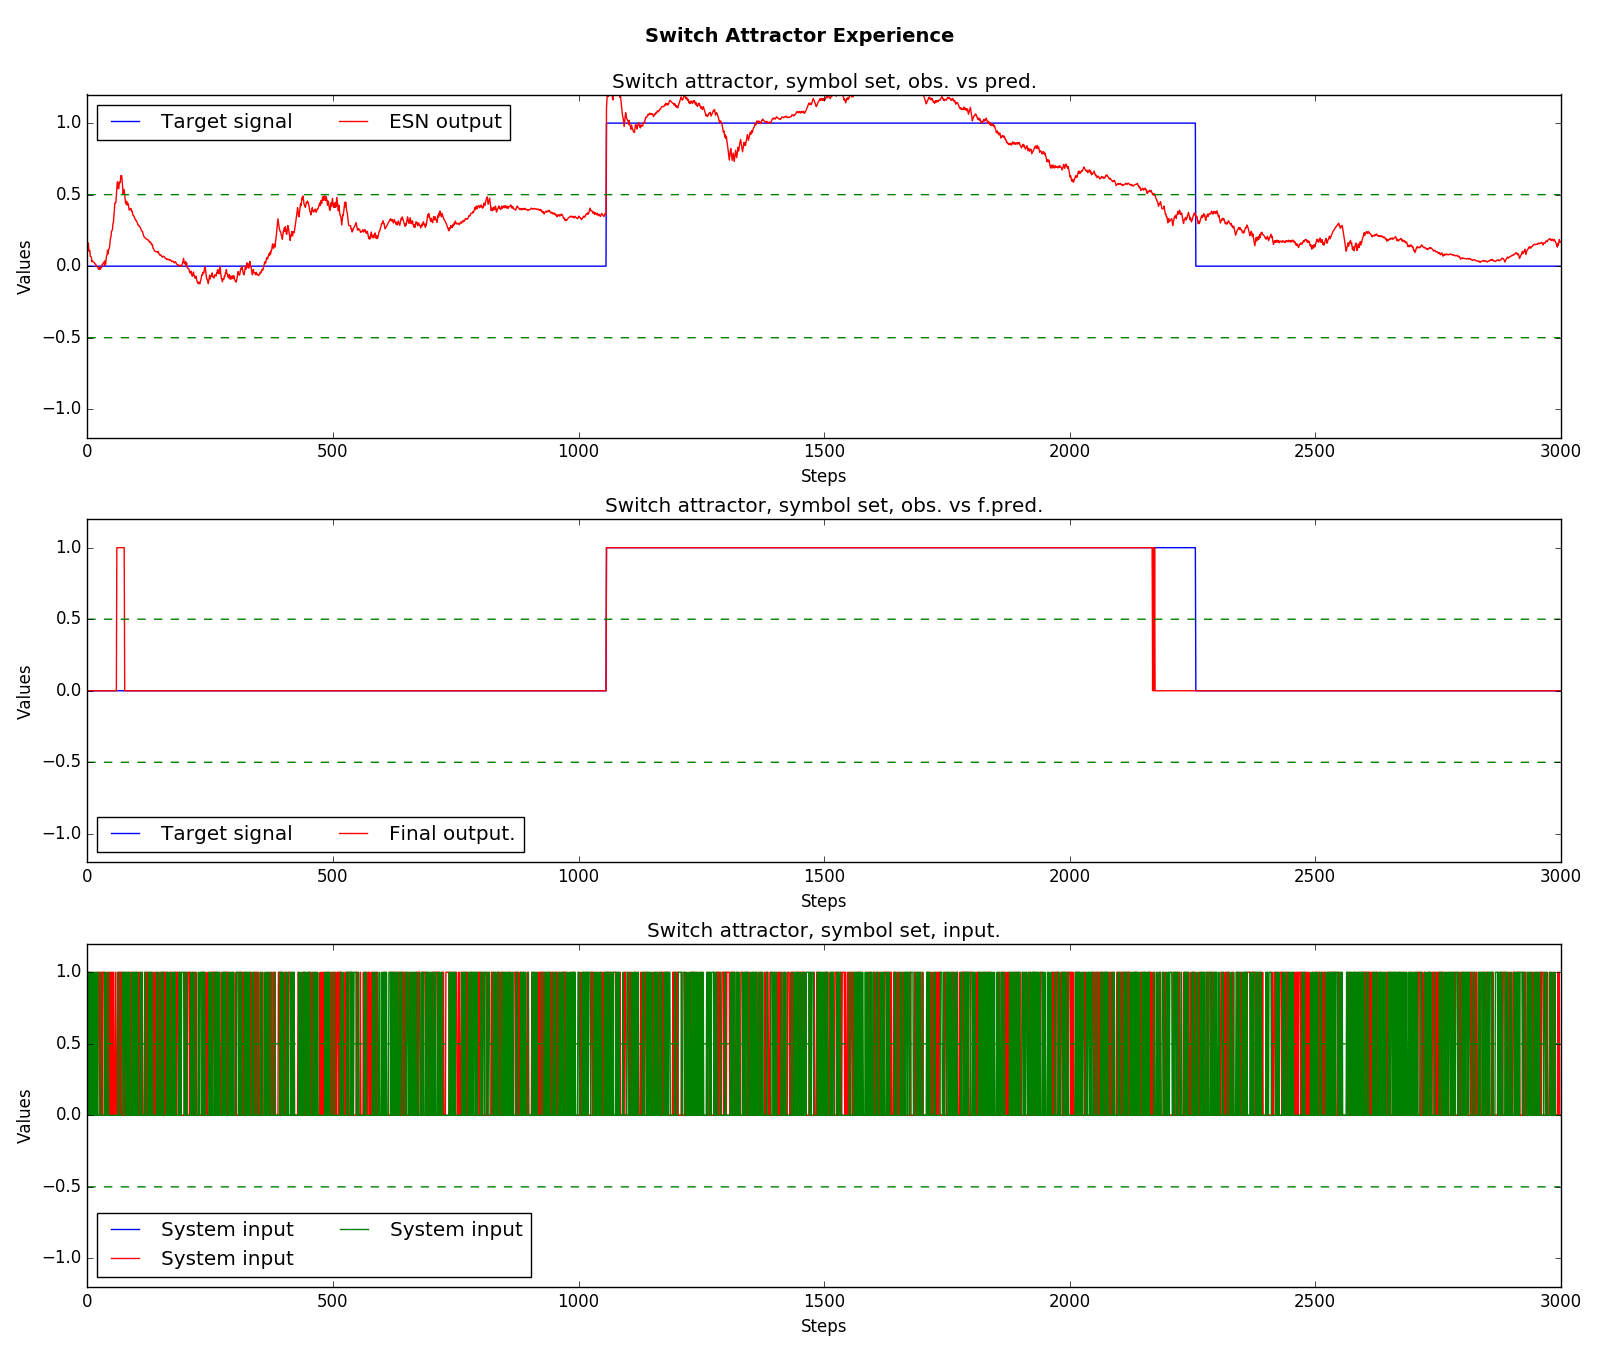 Switch Attractor Experience
Switch attractor, symbol set, obs. vs pred.
Target signal ESN output
Values
1.0
0.5
0.0
−0.5
−1.0
0 500 1000 1500 2000 2500 3000
Steps
Switch attractor, symbol set, obs. vs f.pred.
Values
1.0
0.5
0.0
−0.5
−1.0
Target signal Final output.
0 500 1000 1500 2000 2500 3000
Steps
Switch attractor, symbol set, input.
Values
1.0
0.5
0.0
−0.5
−1.0
System input System input
System input
0 500 1000 1500 2000 2500 3000
Steps